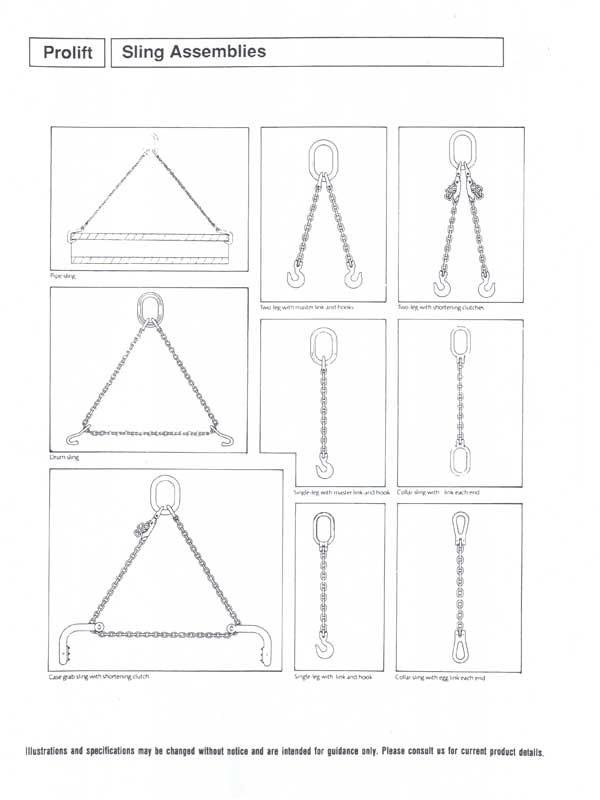 Prolift
Sling Assemblies
Pipe sling
Two-leg with master link and hooks
Two-leg with shortening clutches
Drum sling
Single-leg with master link and hook
Collar sling with link each end
Case grab sling with shortening clutch
Single leg with link and hook
Collar sling with egg link each end
Illustrations and specifications may be changed without notice and are intended for guidance only. Please consult us for current product details.